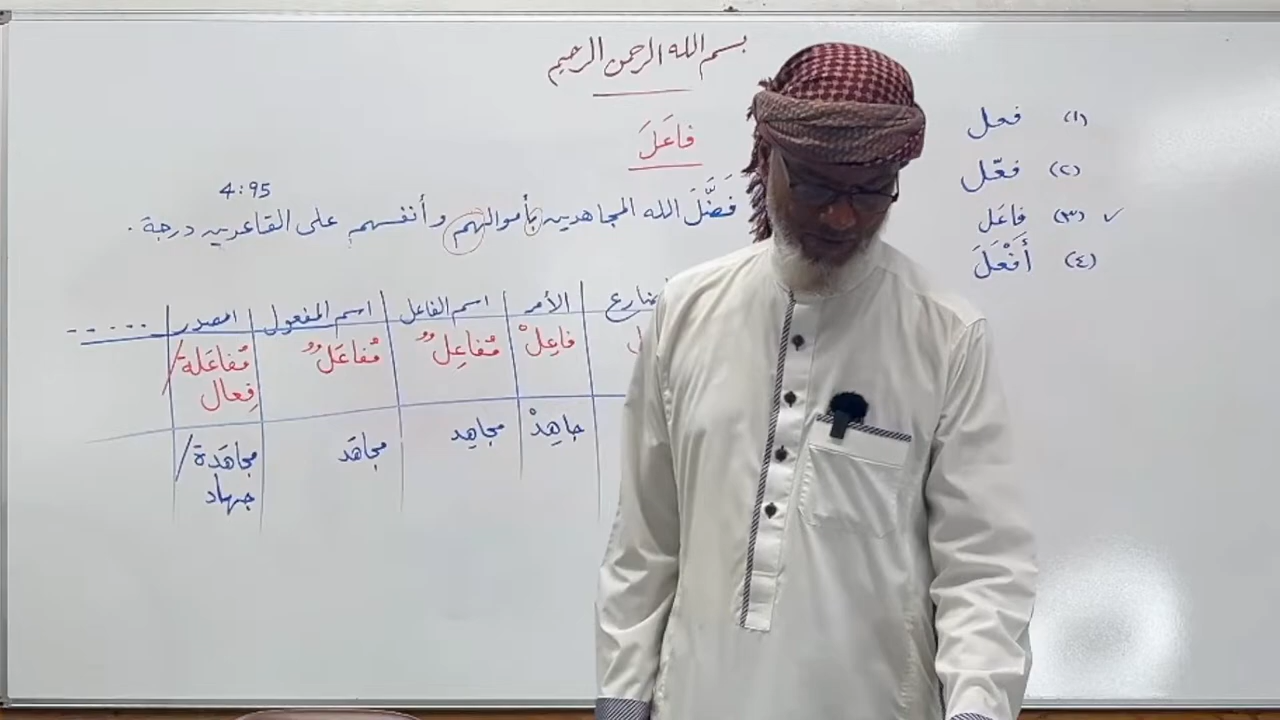 بسم الله الرحمن الرحيم
فاعَلَ
(١) فعل
(٢) فعّل
(٣) فاعَل ✓
(٤) أَفْعَلَ
4:95
فَضَّلَ الله المجاهدين بأموالهم وأنفسهم على القاعدين درجة .
الأمر اسم الفاعل اسم المفعول المصدر .....
فاعِلْ مُفاعِلٌ مُفاعَلٌ مُفاعَلة /
فِعال
جاهِدْ مجاهِد مجاهَد مجاهَدة /
جهاد